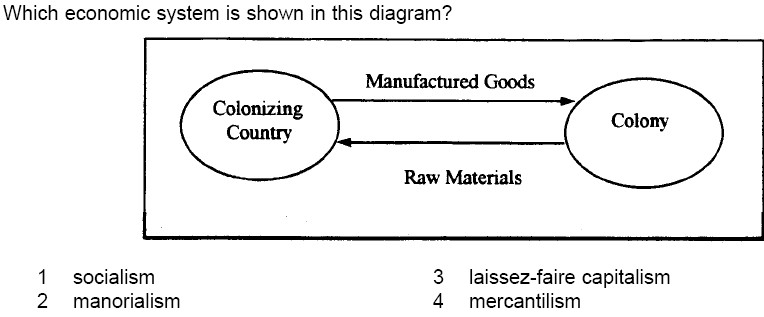 Which economic system is shown in this diagram?
Manufactured Goods
Colonizing
Country
Colony
Raw Materials
1 socialism
2 manorialism
3 laissez-faire capitalism
4 mercantilism